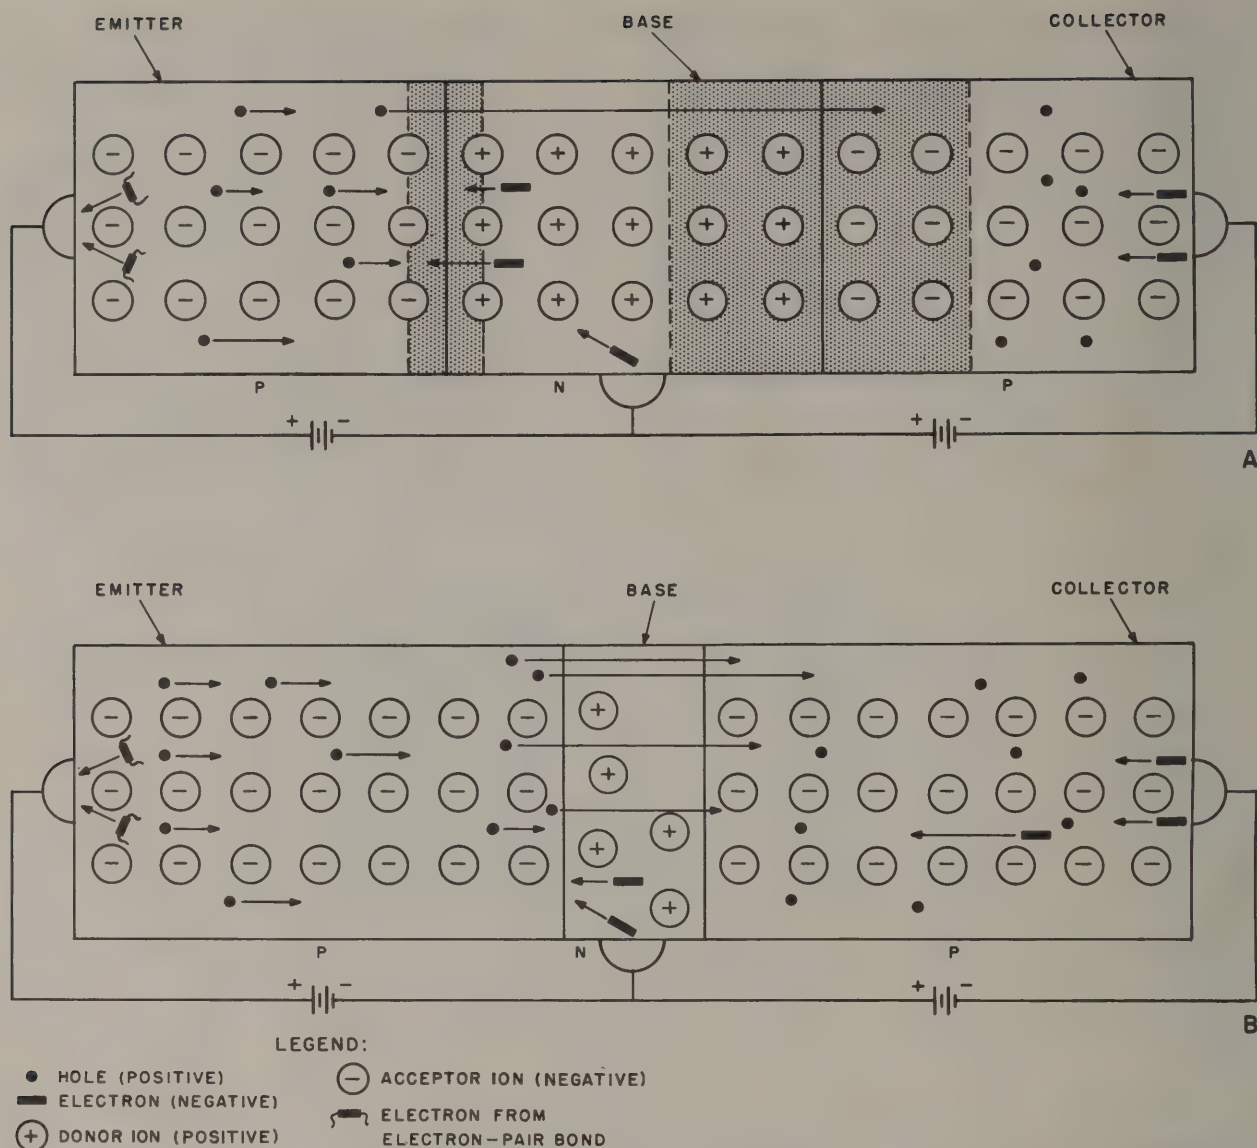 EMITTER BASE COLLECTOR
P N P
+ - + -
A
EMITTER BASE COLLECTOR
P N P
+ - + -
B
LEGEND:
HOLE (POSITIVE)
ELECTRON (NEGATIVE)
+ DONOR ION (POSITIVE)
- ACCEPTOR ION (NEGATIVE)
ELECTRON FROM
ELECTRON-PAIR BOND